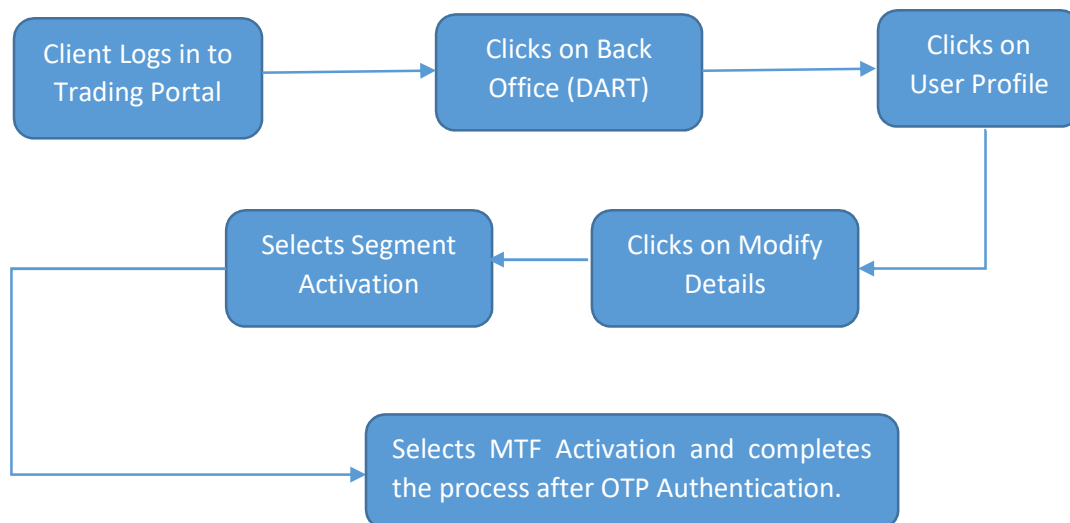 Client Logs in to
Trading Portal
Clicks on Back
Office (DART)
Clicks on
User Profile
Clicks on Modify
Details
Selects Segment
Activation
Selects MTF Activation and completes
the process after OTP Authentication.